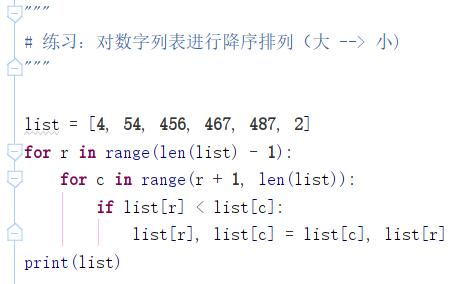 """
# 练习：对数字列表进行降序排列（大 --> 小)
"""
list = [4, 54, 456, 467, 487, 2]
for r in range(len(list) - 1):
    for c in range(r + 1, len(list)):
        if list[r] < list[c]:
            list[r], list[c] = list[c], list[r]
print(list)